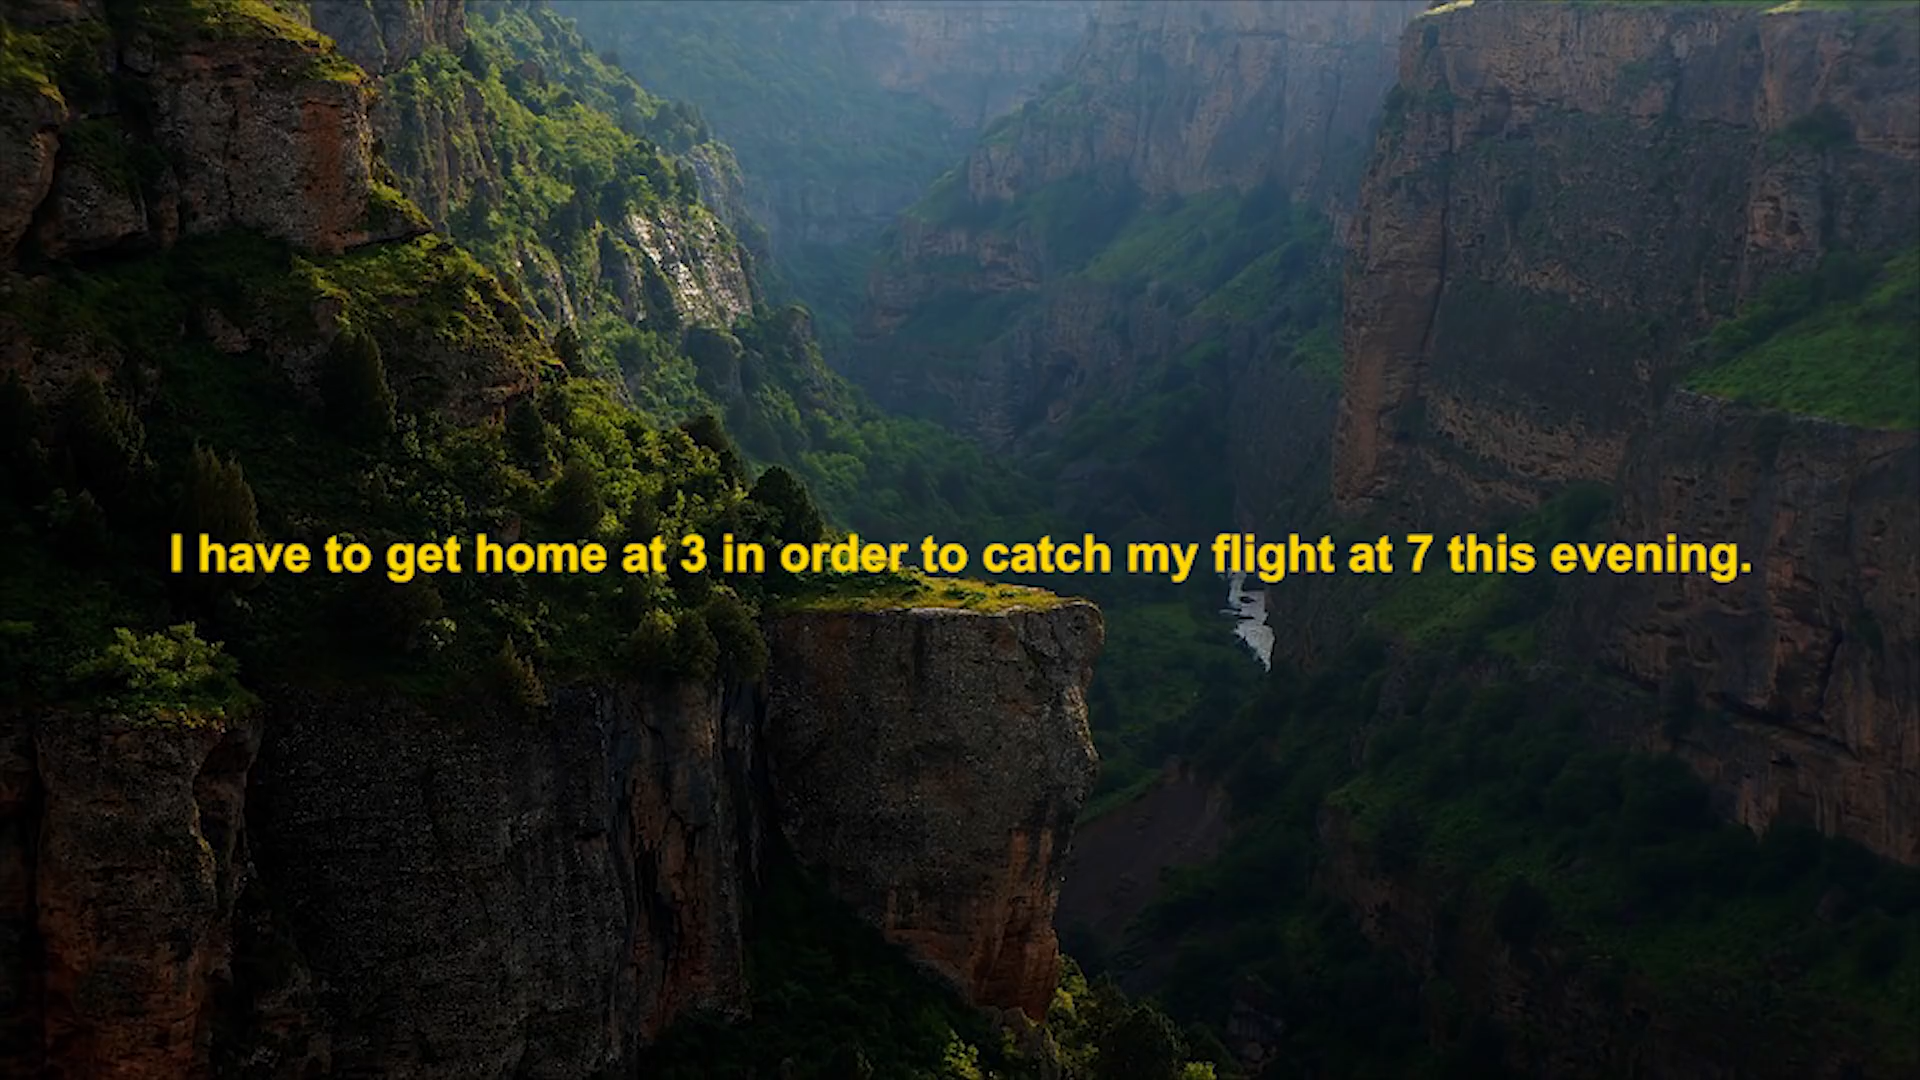 I have to get home at 3 in order to catch my flight at 7 this evening.